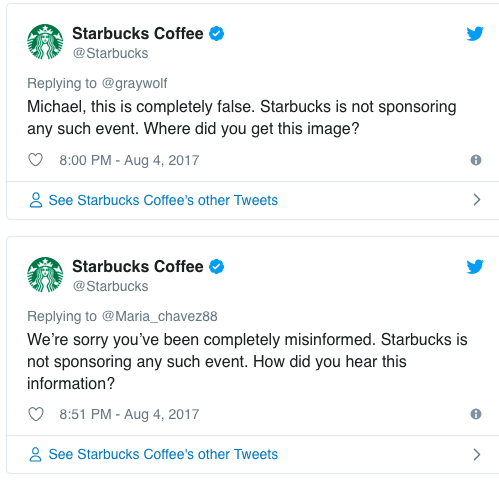 Starbucks Coffee
@Starbucks
Replying to @graywolf
Michael, this is completely false. Starbucks is not sponsoring
any such event. Where did you get this image?
8:00 PM - Aug 4, 2017
See Starbucks Coffee's other Tweets
Starbucks Coffee
@Starbucks
Replying to @Maria_chavez88
We're sorry you've been completely misinformed. Starbucks is
not sponsoring any such event. How did you hear this
information?
8:51 PM - Aug 4, 2017
See Starbucks Coffee's other Tweets